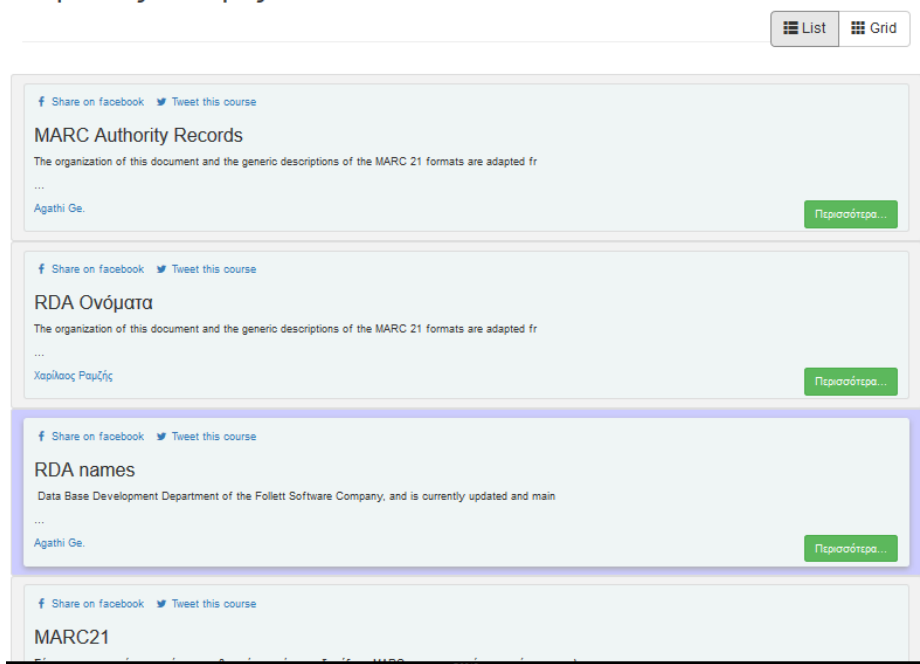 List Grid
Share on facebook Tweet this course
MARC Authority Records
The organization of this document and the generic descriptions of the MARC 21 formats are adapted fr
...
Agathi Ge.
Περισσότερα...
Share on facebook Tweet this course
RDA Ονόματα
The organization of this document and the generic descriptions of the MARC 21 formats are adapted fr
...
Χαρίλαος Ραμζής
Περισσότερα...
Share on facebook Tweet this course
RDA names
Data Base Development Department of the Follett Software Company, and is currently updated and main
...
Agathi Ge.
Περισσότερα...
Share on facebook Tweet this course
MARC21